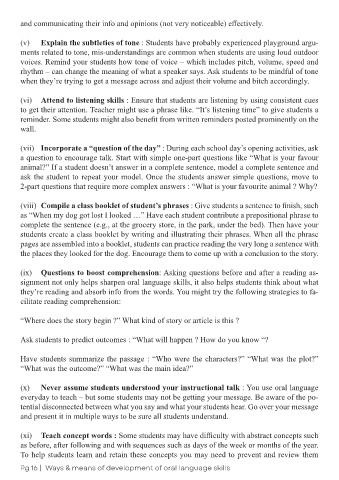 and communicating their info and opinions (not very noticeable) effectively.
(v) Explain the subtleties of tone : Students have probably experienced playground argu-
ments related to tone, mis-understandings are common when students are using loud outdoor
voices. Remind your students how tone of voice – which includes pitch, volume, speed and
rhythm – can change the meaning of what a speaker says. Ask students to be mindful of tone
when they're trying to get a message across and adjust their volume and bitch accordingly.
(vi) Attend to listening skills : Ensure that students are listening by using consistent cues
to get their attention. Teacher might use a phrase like. "It's listening time" to give students a
reminder. Some students might also benefit from written reminders posted prominently on the
wall.
(vii) Incorporate a "question of the day" : During each school day's opening activities, ask
a question to encourage talk. Start with simple one-part questions like "What is your favour
animal?" If a student doesn't answer in a complete sentence, model a complete sentence and
ask the student to repeat your model. Once the students answer simple questions, move to
2-part questions that require more complex answers : "What is your favourite animal ? Why?
(viii) Compile a class booklet of student's phrases : Give students a sentence to finish, such
as "When my dog got lost I looked …" Have each student contribute a prepositional phrase to
complete the sentence (e.g., at the grocery store, in the park, under the bed). Then have your
students create a class booklet by writing and illustrating their phrases. When all the phrase
pages are assembled into a booklet, students can practice reading the very long a sentence with
the places they looked for the dog. Encourage them to come up with a conclusion to the story.
(ix) Questions to boost comprehension: Asking questions before and after a reading as-
signment not only helps sharpen oral language skills, it also helps students think about what
they're reading and absorb info from the words. You might try the following strategies to fa-
cilitate reading comprehension:
"Where does the story begin ?" What kind of story or article is this ?
Ask students to predict outcomes : "What will happen ? How do you know "?
Have students summarize the passage : "Who were the characters?" "What was the plot?"
"What was the outcome?" "What was the main idea?"
(x) Never assume students understood your instructional talk : You use oral language
everyday to teach – but some students may not be getting your message. Be aware of the po-
tential disconnected between what you say and what your students hear. Go over your message
and present it in multiple ways to be sure all students understand.
(xi) Teach concept words : Some students may have difficulty with abstract concepts such
as before, after following and with sequences such as days of the week or months of the year.
To help students learn and retain these concepts you may need to prevent and review them
Pg 16 | Ways & means of development of oral language skills